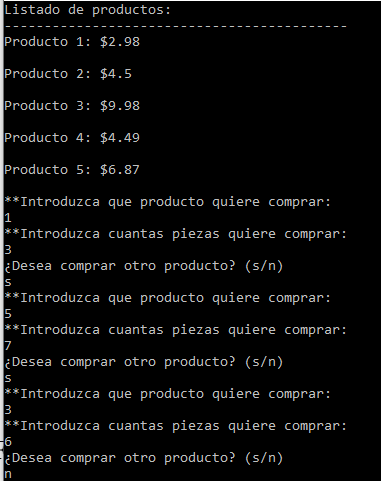 Listado de productos:
-------------------------------------------
Producto 1: $2.98
Producto 2: $4.5
Producto 3: $9.98
Producto 4: $4.49
Producto 5: $6.87
**Introduzca que producto quiere comprar:
1
**Introduzca cuantas piezas quiere comprar:
3
¿Desea comprar otro producto? (s/n)
s
**Introduzca que producto quiere comprar:
5
**Introduzca cuantas piezas quiere comprar:
7
¿Desea comprar otro producto? (s/n)
s
**Introduzca que producto quiere comprar:
3
**Introduzca cuantas piezas quiere comprar:
6
¿Desea comprar otro producto? (s/n)
n